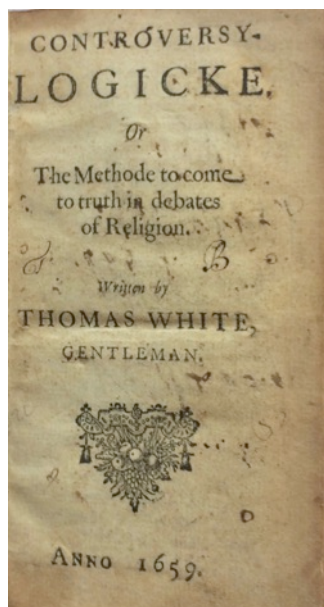 CONTROVERSY-
LOGICKE.
Or
The Methode to come
to truth in debates
of Religion.
B
Written by
THOMAS WHITE,
GENTLEMAN.
ANNO 1659.